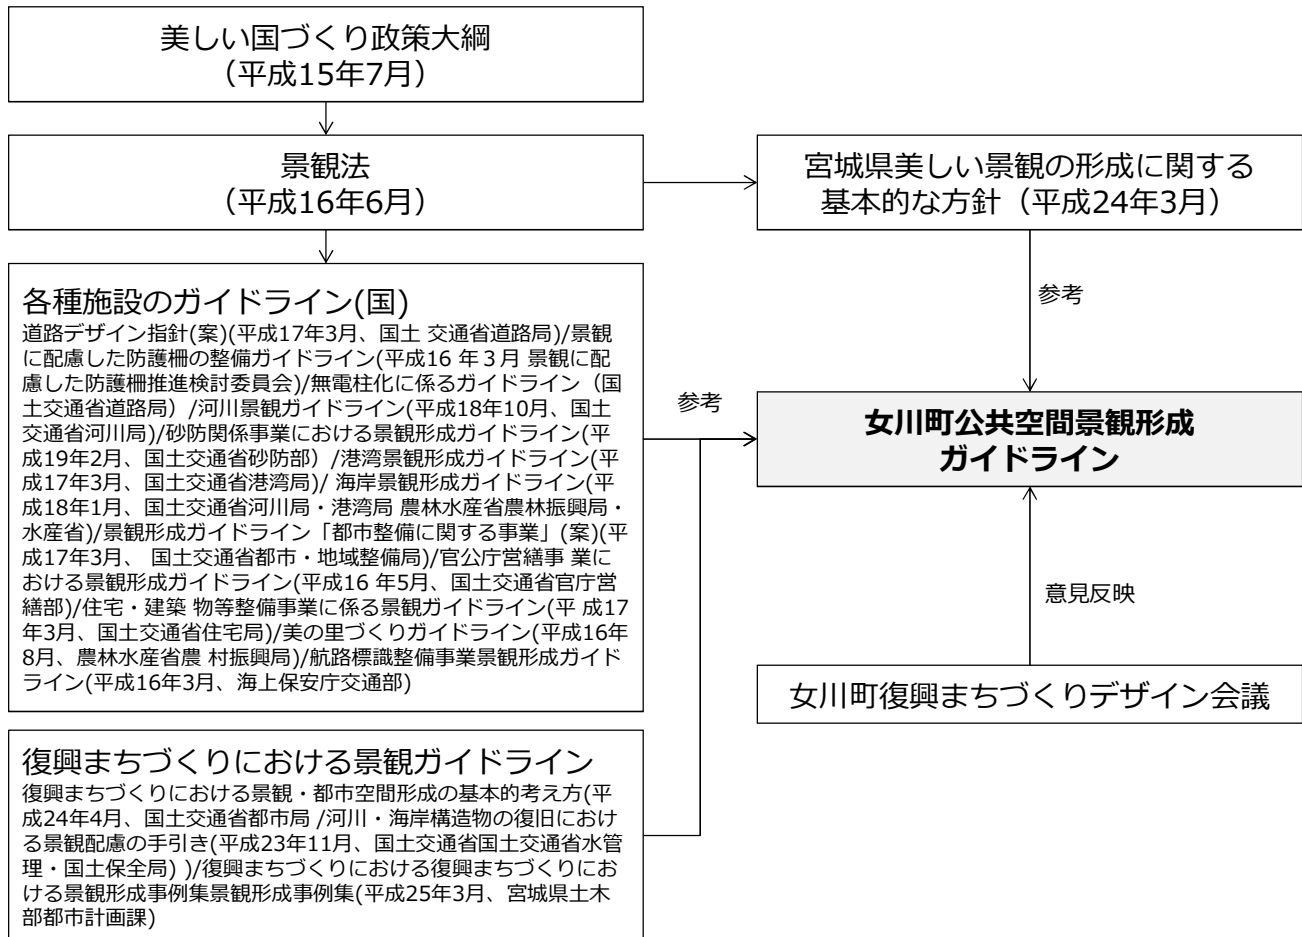 美しい国づくり政策大綱
（平成15年7月）
景観法
（平成16年6月）
宮城県美しい景観の形成に関する
基本的な方針（平成24年3月）
各種施設のガイドライン(国)
道路デザイン指針(案)(平成17年3月、国土 交通省道路局)/景観
に配慮した防護柵の整備ガイドライン(平成16 年３月 景観に配
慮した防護柵推進検討委員会)/無電柱化に係るガイドライン（国
土交通省道路局）/河川景観ガイドライン(平成18年10月、国土
交通省河川局)/砂防関係事業における景観形成ガイドライン(平
成19年2月、国土交通省砂防部）/港湾景観形成ガイドライン(平
成17年3月、国土交通省港湾局)/ 海岸景観形成ガイドライン(平
成18年1月、国土交通省河川局・港湾局 農林水産省農林振興局・
水産省)/景観形成ガイドライン「都市整備に関する事業」(案)(平
成17年3月、 国土交通省都市・地域整備局)/官公庁営繕事 業に
おける景観形成ガイドライン(平成16 年5月、国土交通省官庁営
繕部)/住宅・建築 物等整備事業に係る景観ガイドライン(平 成17
年3月、国土交通省住宅局)/美の里づくりガイドライン(平成16年
8月、農林水産省農 村振興局)/航路標識整備事業景観形成ガイド
ライン(平成16年3月、海上保安庁交通部)
参考
参考
女川町公共空間景観形成
ガイドライン
意見反映
女川町復興まちづくりデザイン会議
復興まちづくりにおける景観ガイドライン
復興まちづくりにおける景観・都市空間形成の基本的考え方(平
成24年4月、国土交通省都市局 /河川・海岸構造物の復旧におけ
る景観配慮の手引き(平成23年11月、国土交通省国土交通省水管
理・国土保全局) )/復興まちづくりにおける復興まちづくりにお
ける景観形成事例集景観形成事例集(平成25年3月、宮城県土木
部都市計画課)